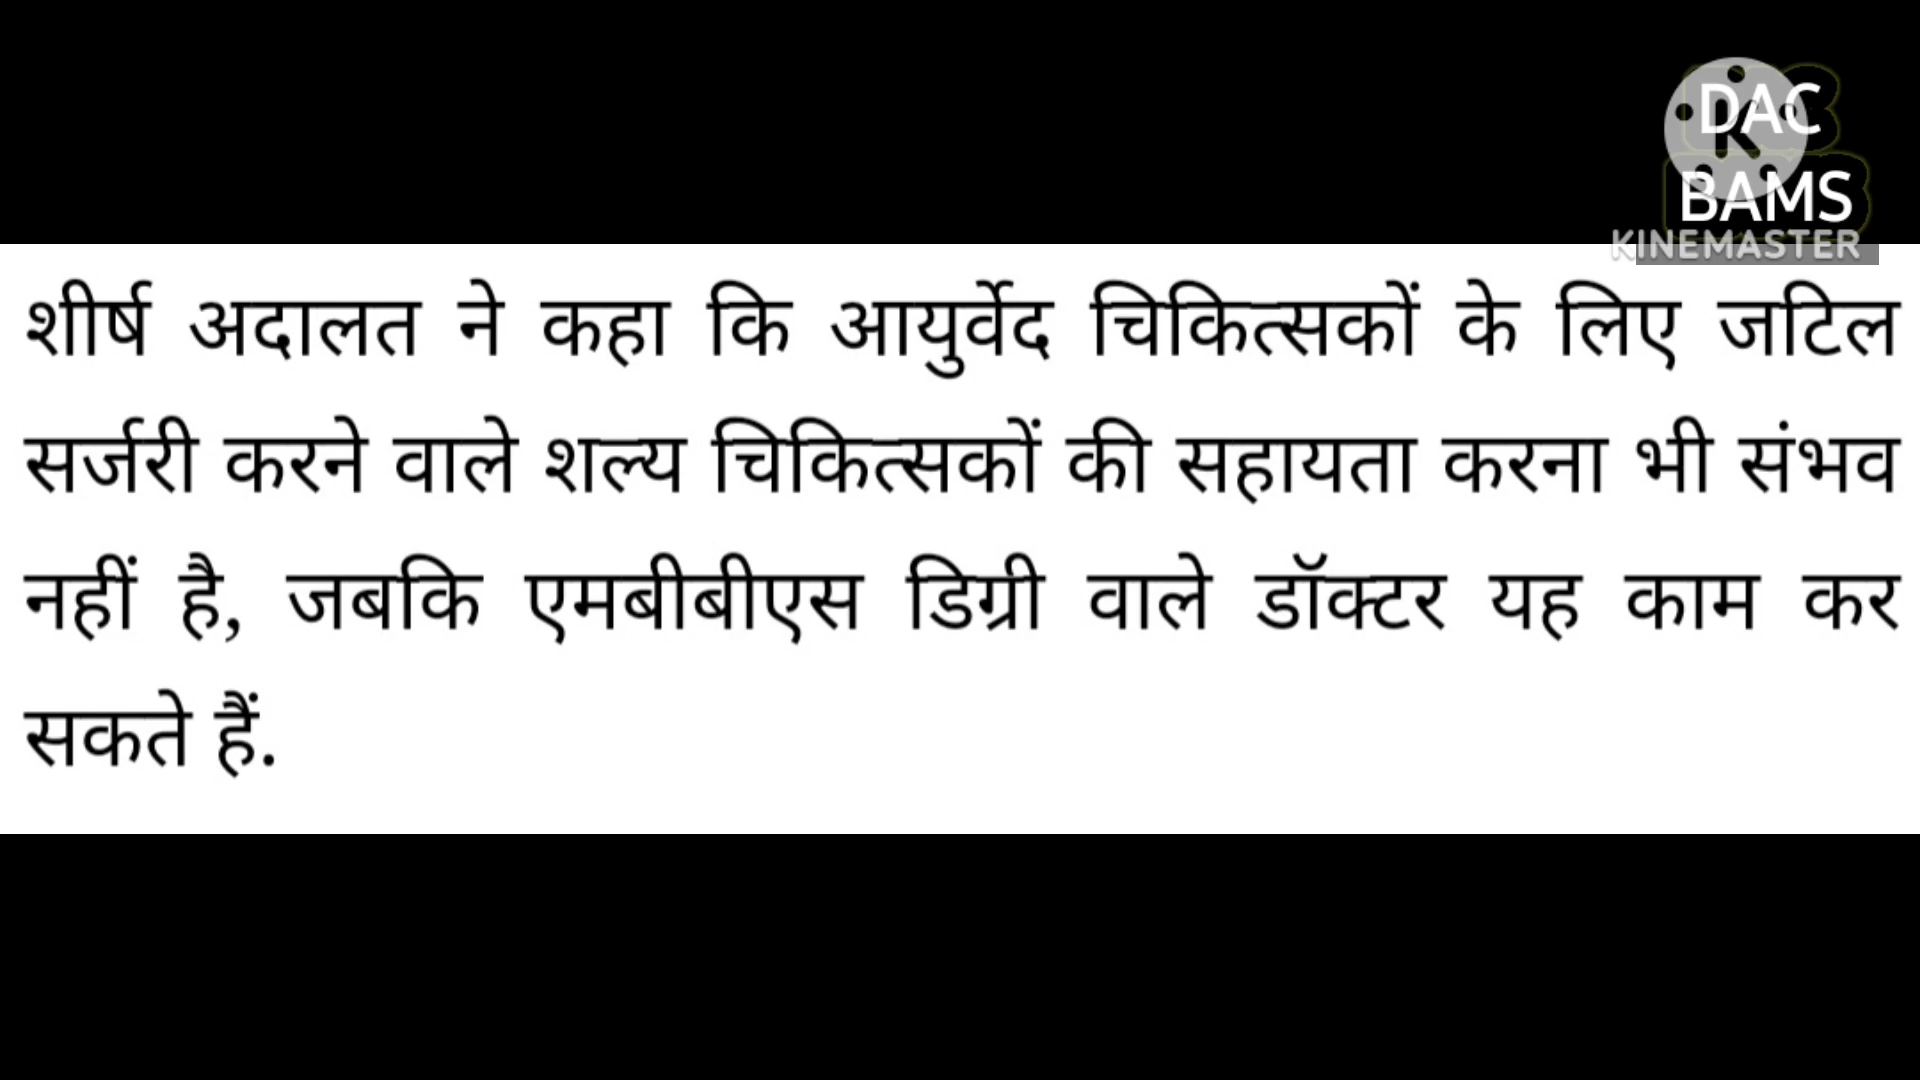 DAC
BAMS
KINEMASTER
शीर्ष अदालत ने कहा कि आयुर्वेद चिकित्सकों के लिए जटिल
सर्जरी करने वाले शल्य चिकित्सकों की सहायता करना भी संभव
नहीं है, जबकि एमबीबीएस डिग्री वाले डॉक्टर यह काम कर
सकते हैं.